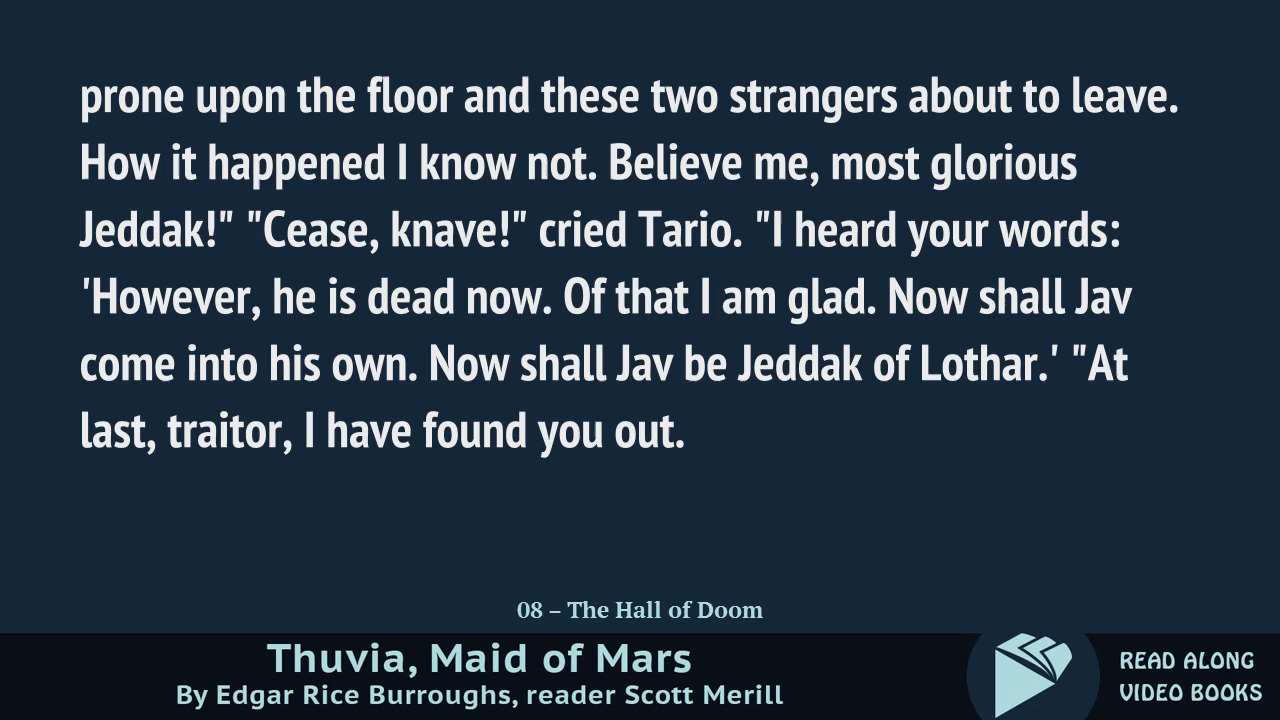 prone upon the floor and these two strangers about to leave.
How it happened I know not. Believe me, most glorious
Jeddak!" "Cease, knave!" cried Tario. "I heard your words:
'However, he is dead now. Of that I am glad. Now shall Jav
come into his own. Now shall Jav be Jeddak of Lothar.' "At
last, traitor, I have found you out.
08 – The Hall of Doom
Thuvia, Maid of Mars
By Edgar Rice Burroughs, reader Scott Merill
READ ALONG
VIDEO BOOKS